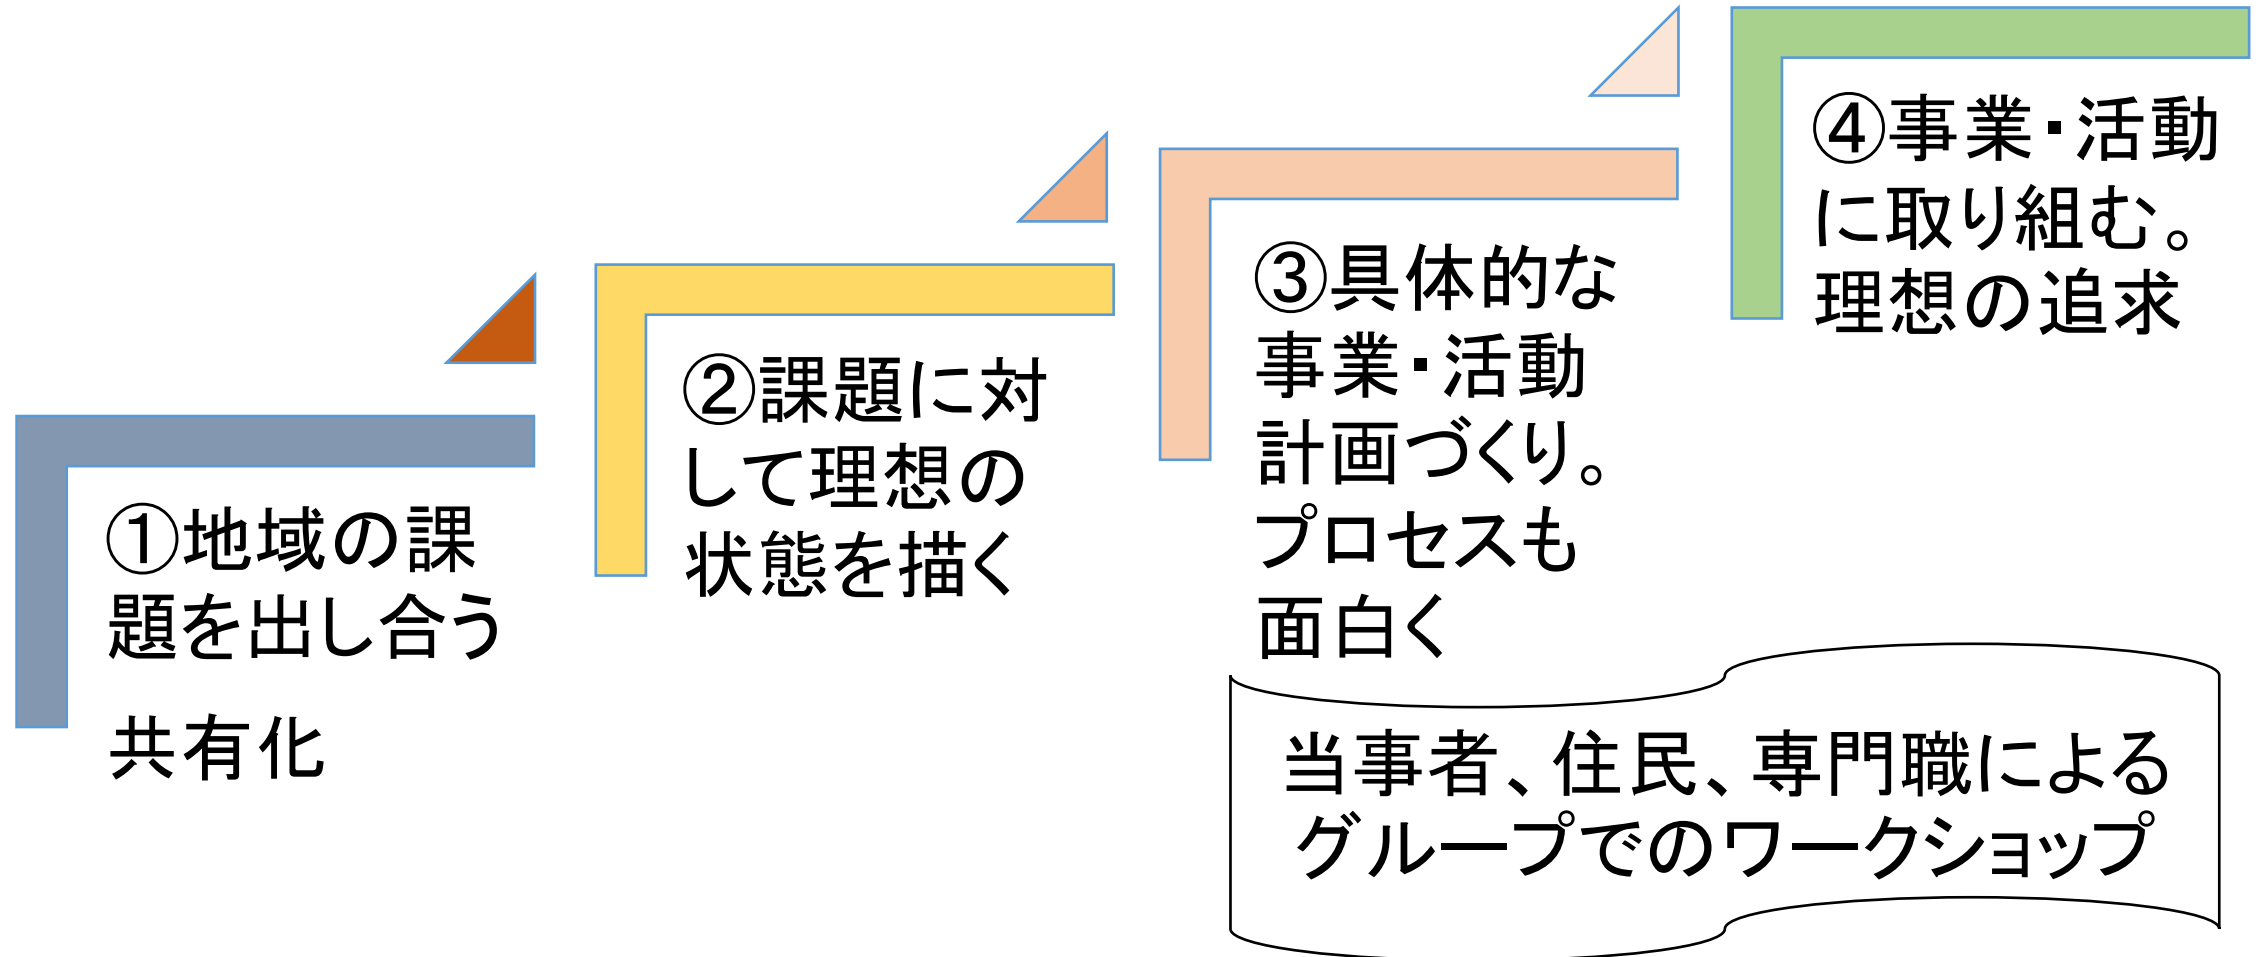 ①地域の課
題を出し合う
共有化
②課題に対
して理想の
状態を描く
③具体的な
事業・活動
計画づくり。
プロセスも
面白く
④事業・活動
に取り組む。
理想の追求
当事者、住民、専門職による
グループでのワークショップ